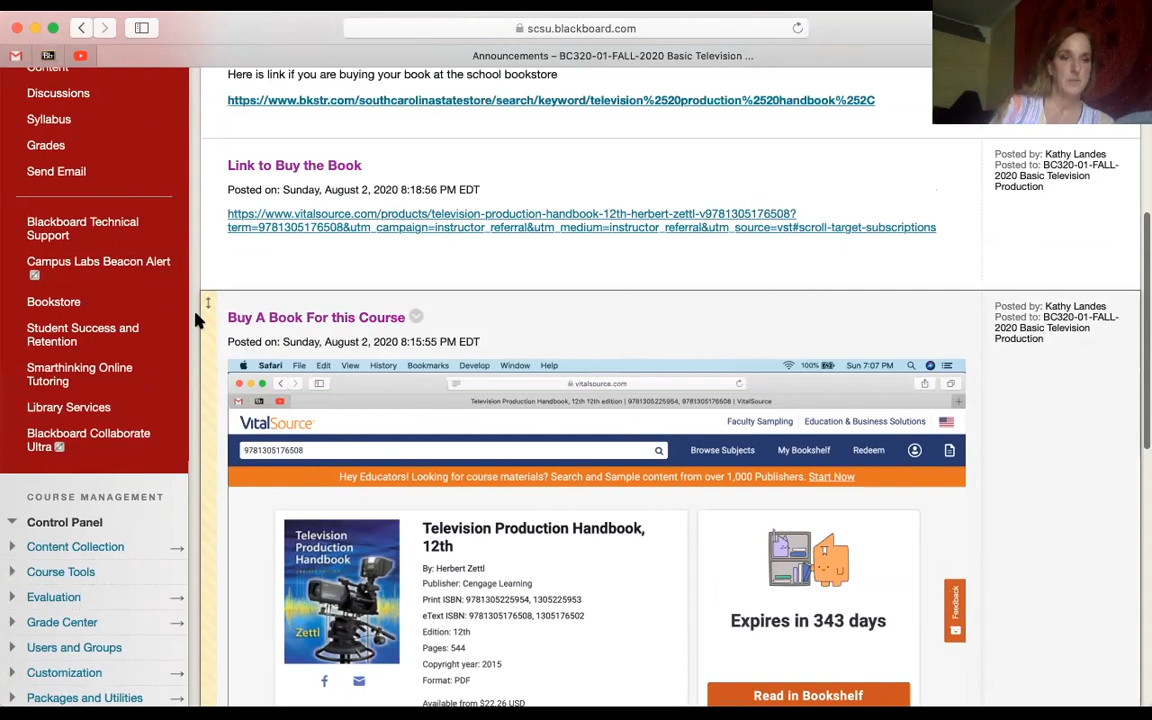 scsu.blackboard.com
Announcements – BC320-01-FALL-2020 Basic Television ...
Content
Discussions
Syllabus
Grades
Send Email
Blackboard Technical
Support
Campus Labs Beacon Alert
Bookstore
Student Success and
Retention
Smarthinking Online
Tutoring
Library Services
Blackboard Collaborate
Ultra
COURSE MANAGEMENT
Control Panel
Content Collection
Course Tools
Evaluation
Grade Center
Users and Groups
Customization
Packages and Utilities
Here is link if you are buying your book at the school bookstore
https://www.bkstr.com/southcarolinastatestore/search/keyword/television%2520production%2520handbook%252C
Link to Buy the Book
Posted on: Sunday, August 2, 2020 8:18:56 PM EDT
https://www.vitalsource.com/products/television-production-handbook-12th-herbert-zettl-v9781305176508?
term=9781305176508&utm_campaign=instructor_referral&utm_medium=instructor_referral&utm_source=vst#scroll-target-subscriptions
Posted by: Kathy Landes
Posted to: BC320-01-FALL-
2020 Basic Television
Production
Buy A Book For this Course
Posted on: Sunday, August 2, 2020 8:15:55 PM EDT
Posted by: Kathy Landes
Posted to: BC320-01-FALL-
2020 Basic Television
Production
Safari File Edit View History Bookmarks Develop Window Help 100% Sun 7:07 PM
vitalsource.com
Television Production Handbook, 12th 12th edition | 9781305225954, 9781305176508 | VitalSource
VitalSource
Faculty Sampling Education & Business Solutions
9781305176508
Browse Subjects My Bookshelf Redeem
Hey Educators! Looking for course materials? Search and Sample content from over 1,000 Publishers. Start Now
Television
Production
Handbook
Zettl
Television Production Handbook,
12th
By: Herbert Zettl
Publisher: Cengage Learning
Print ISBN: 9781305225953, 1305225953
eText ISBN: 9781305176508, 1305176502
Edition: 12th
Pages: 544
Copyright year: 2015
Format: PDF
Available from $22.26 USD
Expires in 343 days
Read in Bookshelf
Feedback